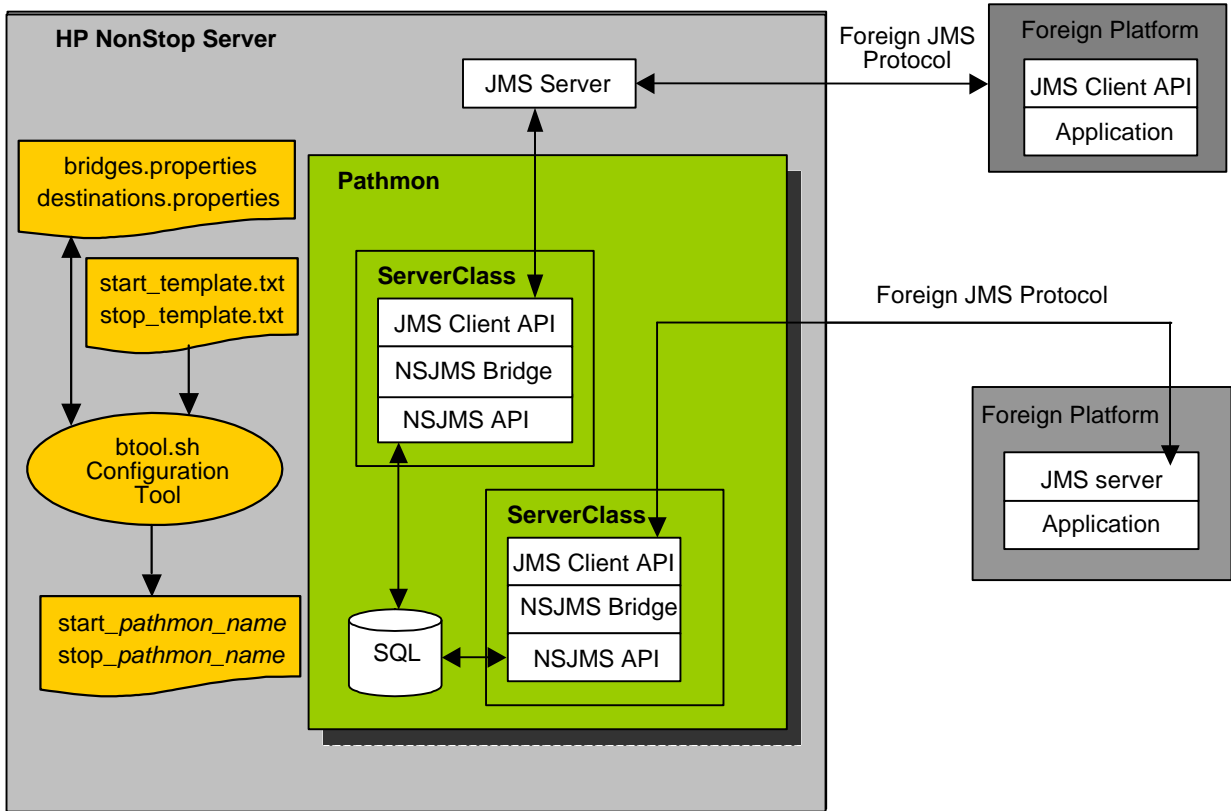 HP NonStop Server
JMS Server
Foreign JMS
Protocol
Foreign Platform
JMS Client API
Application
bridges.properties
destinations.properties
start_template.txt
stop_template.txt
btool.sh
Configuration
Tool
start_pathmon_name
stop_pathmon_name
Pathmon
ServerClass
JMS Client API
NSJMS Bridge
NSJMS API
SQL
ServerClass
JMS Client API
NSJMS Bridge
NSJMS API
Foreign JMS Protocol
Foreign Platform
JMS server
Application